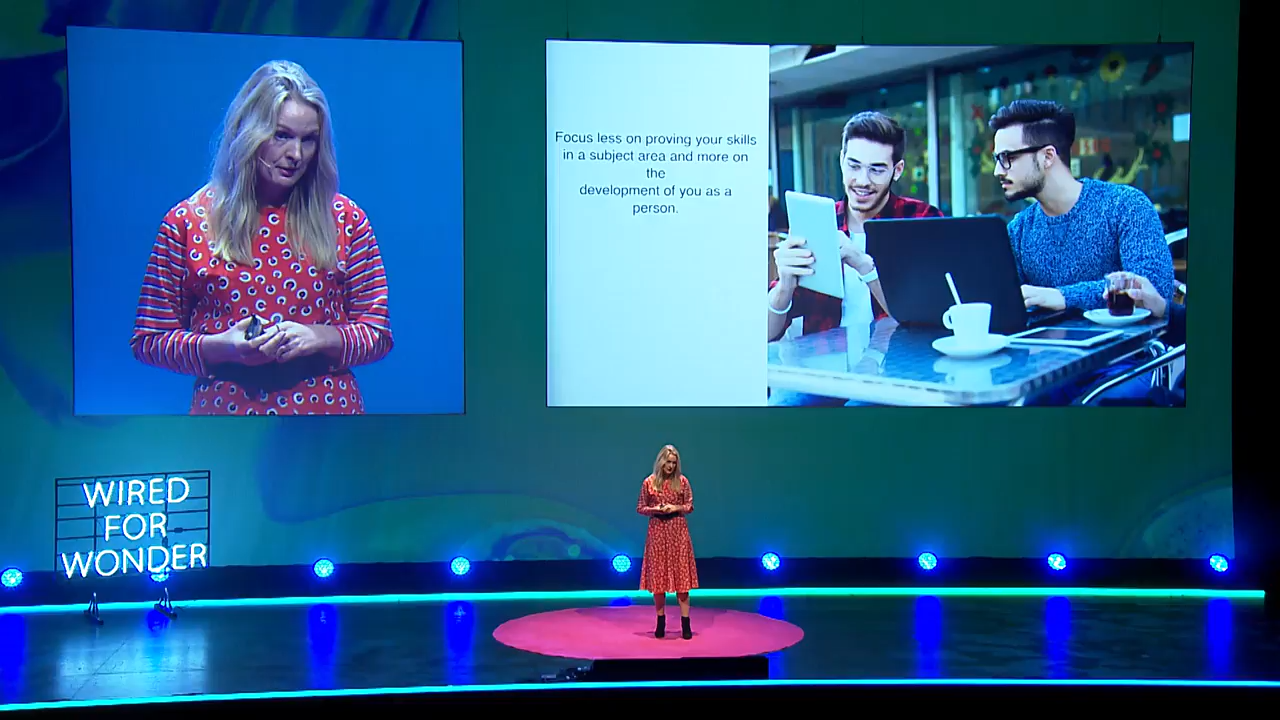 Focus less on proving your skills
in a subject area and more on
the
development of you as a
person.
WIRED
FOR
WONDER